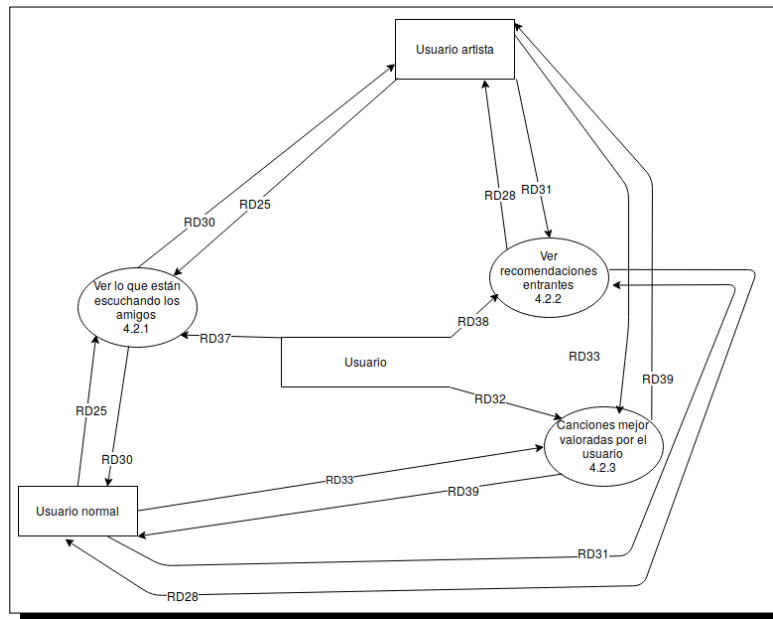 Usuario artista
RD28
RD31
RD25
RD30
Ver
recomendaciones
entrantes
4.2.2
Ver lo que están
escuchando los
amigos
4.2.1
RD38
RD37
RD33
Usuario
RD39
RD32
RD25
Canciones mejor
valoradas por el
usuario
4.2.3
RD30
RD33
RD39
Usuario normal
RD31
RD28